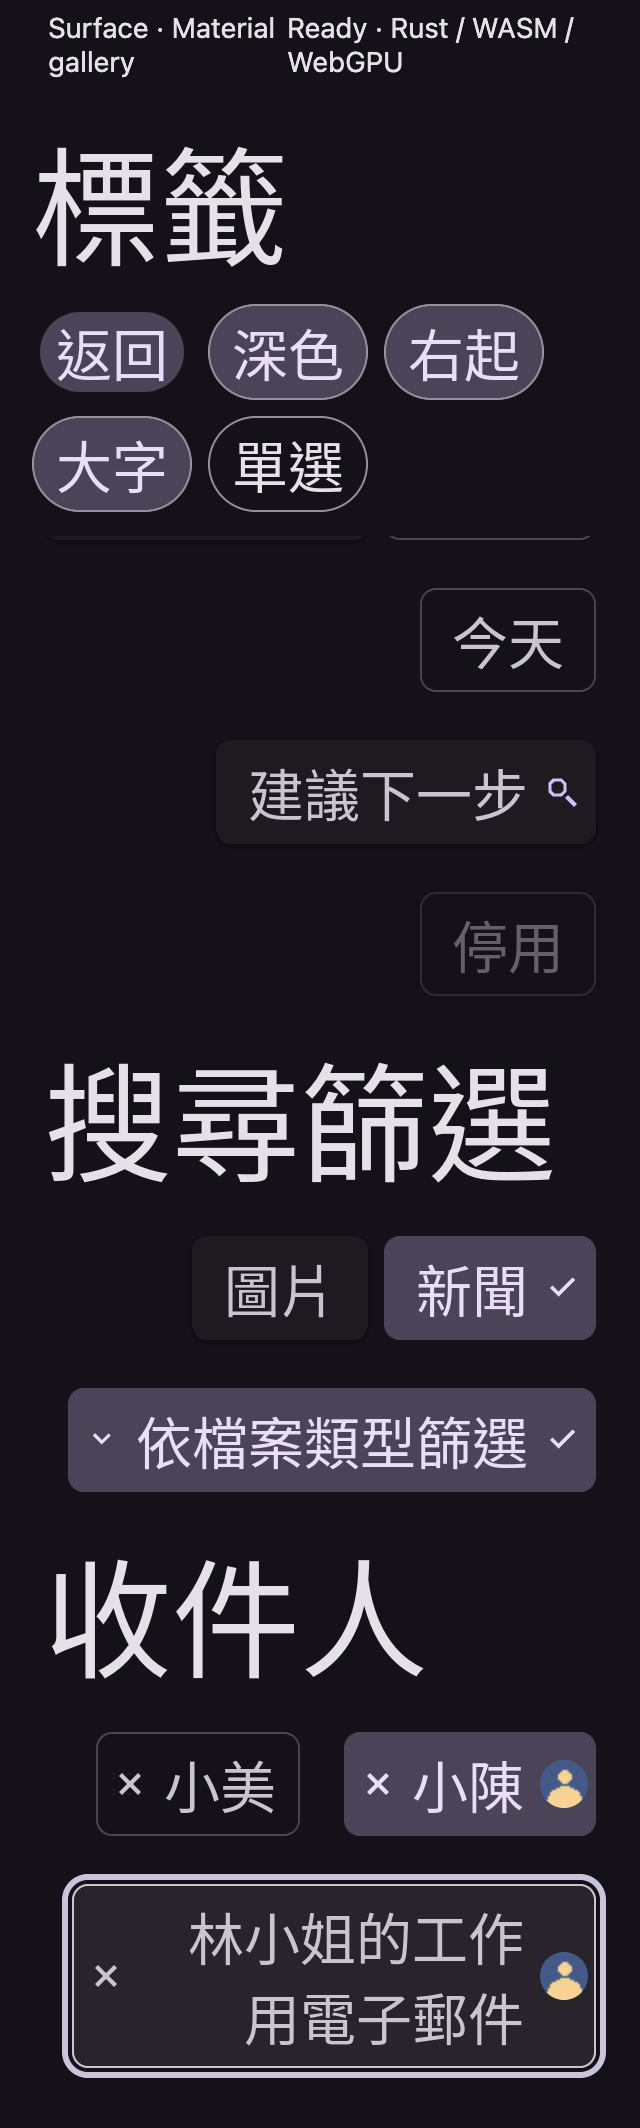 Surface · Material gallery
Ready · Rust / WASM / WebGPU
標籤
返回
深色
右起
大字
單選
今天
建議下一步
停用
搜尋篩選
圖片
新聞
依檔案類型篩選
收件人
小美
小陳
林小姐的工作
用電子郵件